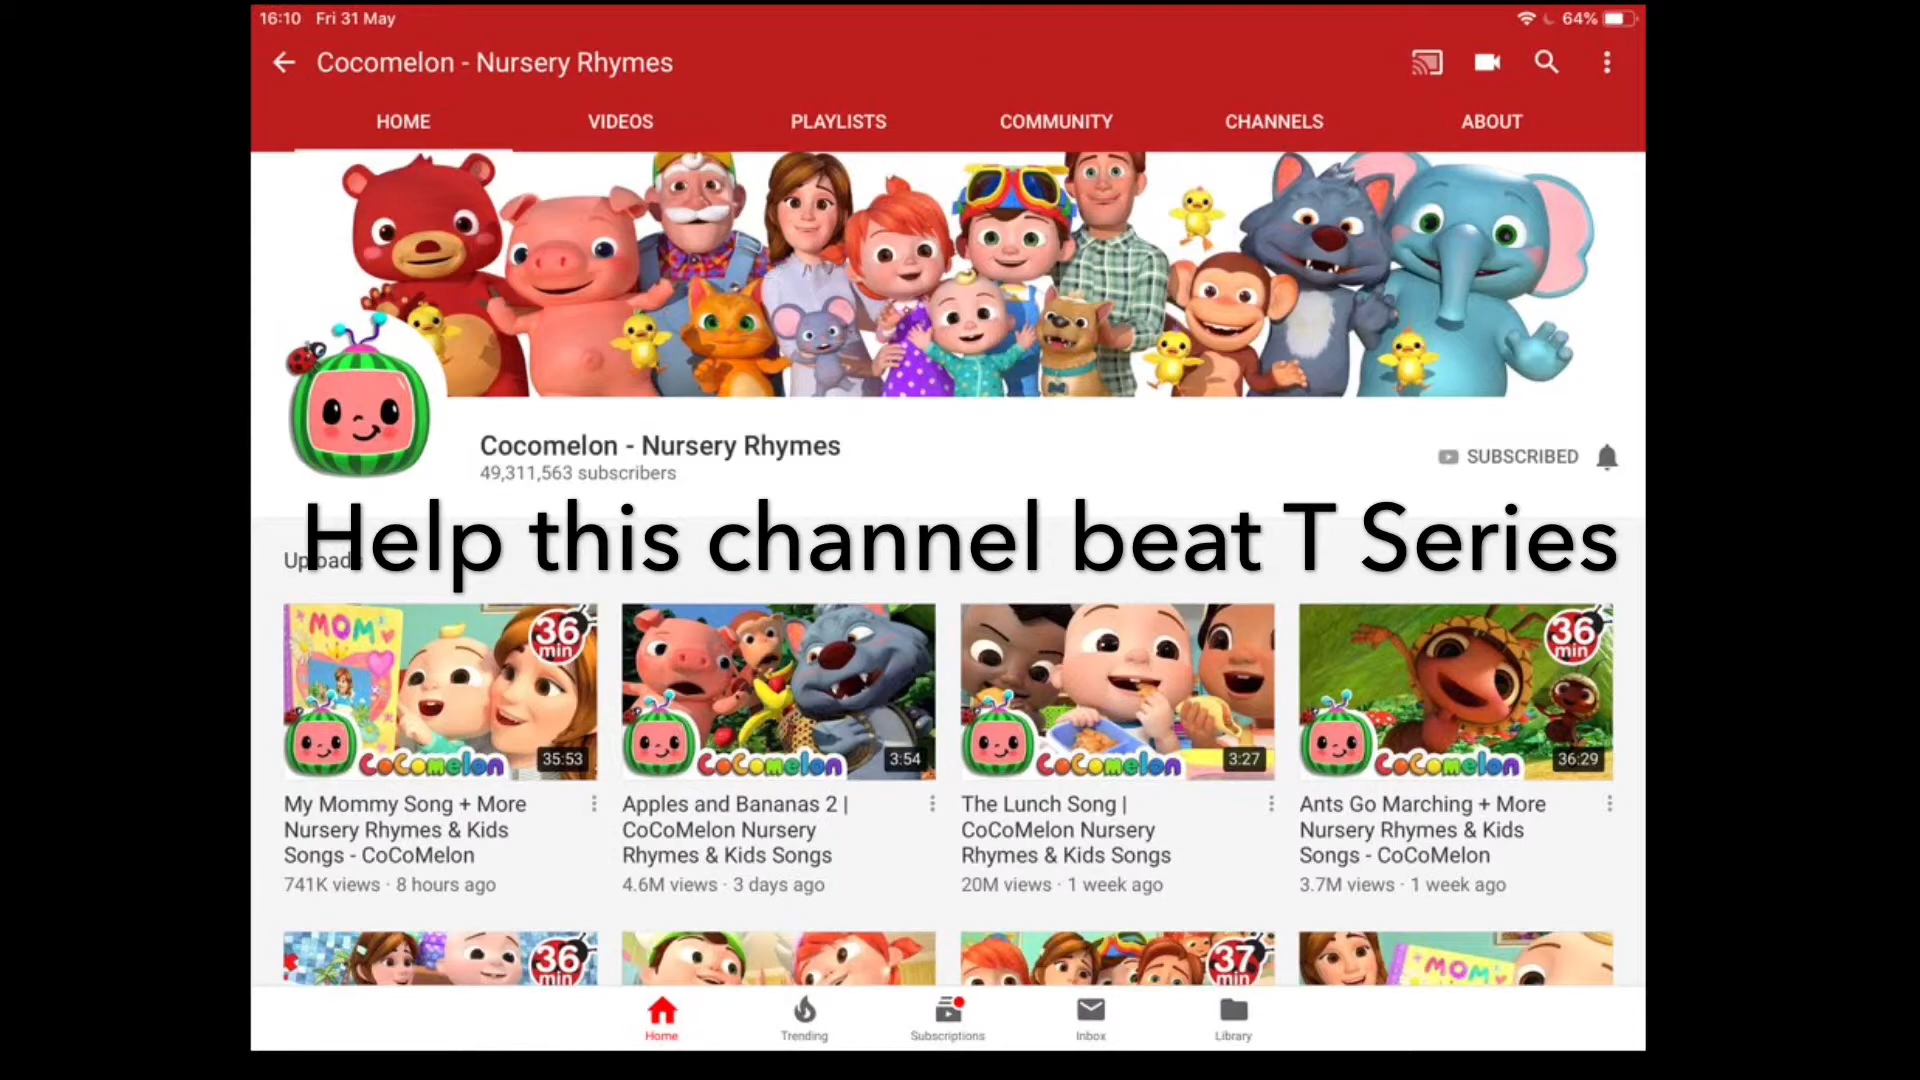 16:10 Fri 31 May
64%
Cocomelon - Nursery Rhymes
HOME VIDEOS PLAYLISTS COMMUNITY CHANNELS ABOUT
Cocomelon - Nursery Rhymes
49,311,563 subscribers
SUBSCRIBED
Help this channel beat T Series
Uploads
MOM
36
min
CoComelon
35:53
CoComelon
3:54
CoComelon
3:27
36
min
CoComelon
36:29
My Mommy Song + More
Nursery Rhymes & Kids
Songs - CoCoMelon
741K views · 8 hours ago
Apples and Bananas 2 |
CoCoMelon Nursery
Rhymes & Kids Songs
4.6M views · 3 days ago
The Lunch Song |
CoCoMelon Nursery
Rhymes & Kids Songs
20M views · 1 week ago
Ants Go Marching + More
Nursery Rhymes & Kids
Songs - CoCoMelon
3.7M views · 1 week ago
36
min
37
min
MOM
Home Trending Subscriptions Inbox Library